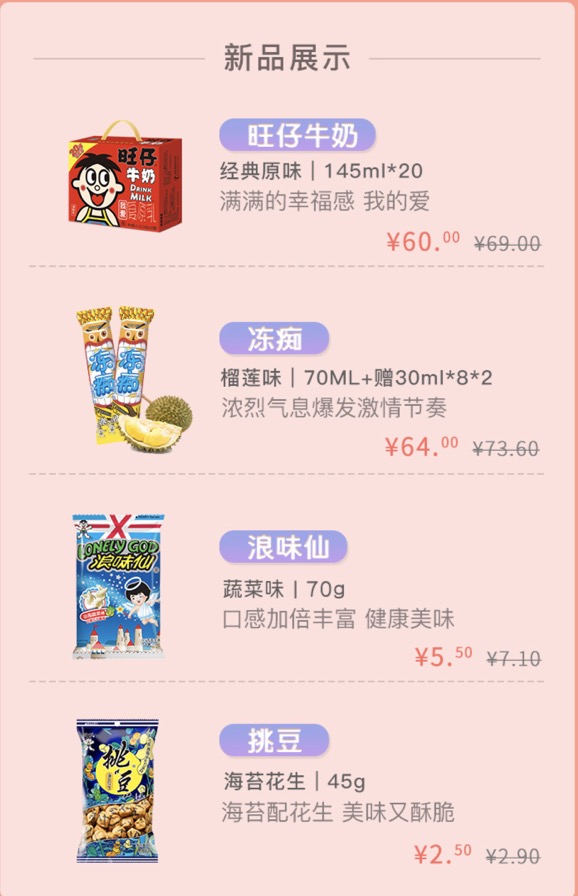 新品展示
旺仔
牛奶
DRINK
MILK
旺仔牛奶
经典原味｜145ml*20
满满的幸福感 我的爱
¥60.00 ¥69.00
冻痴
冻痴
冻痴
榴莲味｜70ML+赠30ml*8*2
浓烈气息爆发激情节奏
¥64.00 ¥73.60
LONELY GOD
浪味仙
浪味仙
蔬菜味｜70g
口感加倍丰富 健康美味
¥5.50 ¥7.10
挑豆
挑豆
海苔花生｜45g
海苔配花生 美味又酥脆
¥2.50 ¥2.90